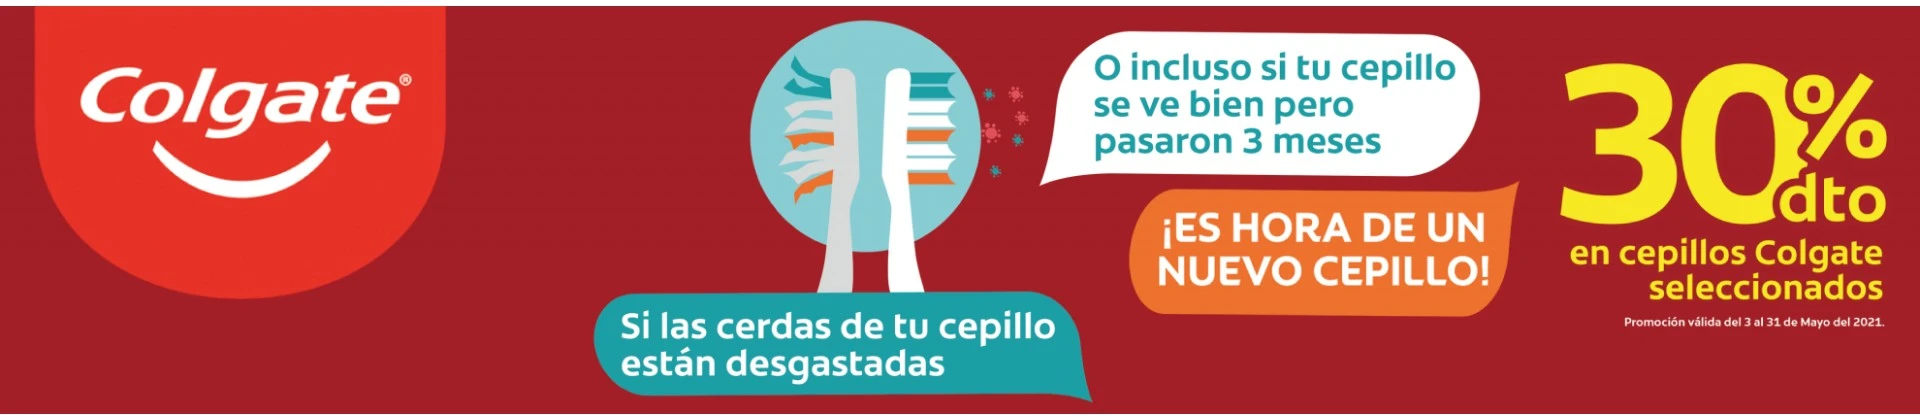 Colgate®
Si las cerdas de tu cepillo
están desgastadas
O incluso si tu cepillo
se ve bien pero
pasaron 3 meses
¡ES HORA DE UN
NUEVO CEPILLO!
30%
dto
en cepillos Colgate
seleccionados
Promoción válida del 3 al 31 de Mayo del 2021.